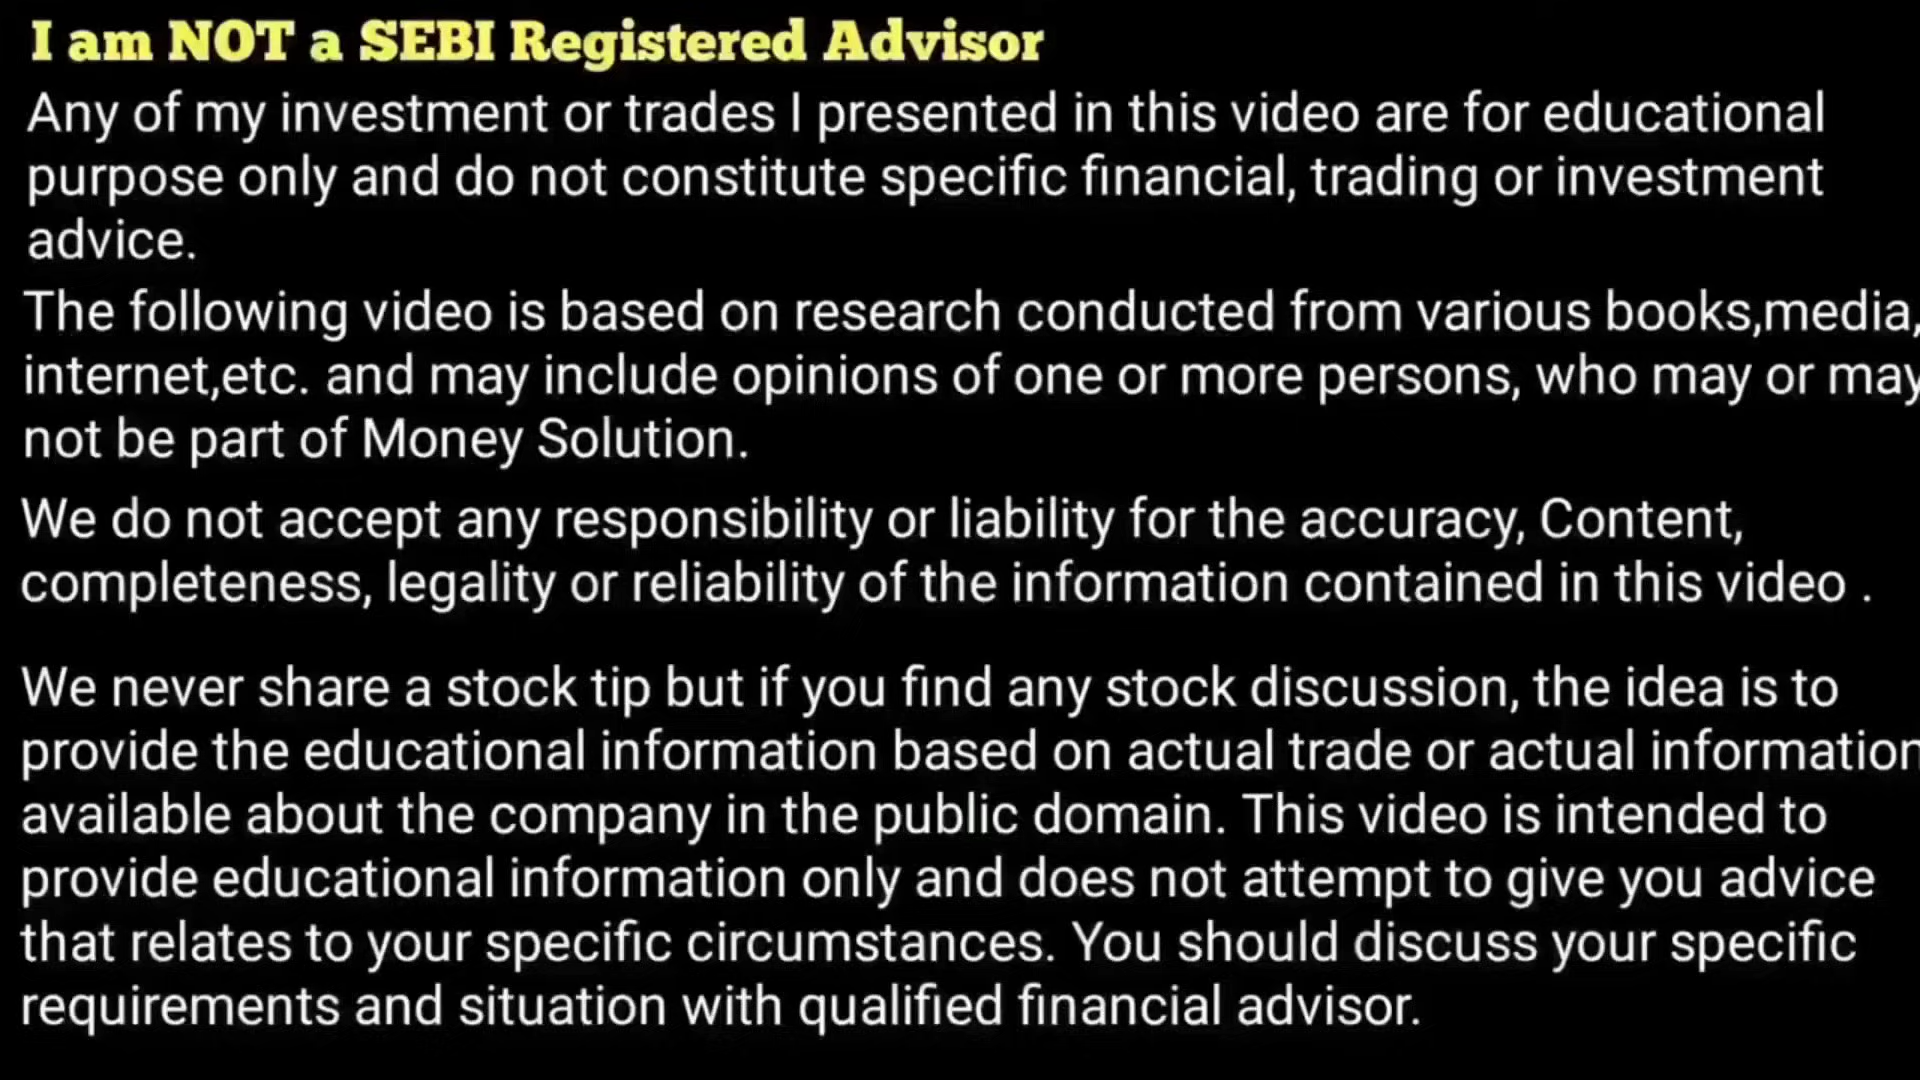 I am NOT a SEBI Registered Advisor
Any of my investment or trades I presented in this video are for educational
purpose only and do not constitute specific financial, trading or investment
advice.
The following video is based on research conducted from various books,media,
internet,etc. and may include opinions of one or more persons, who may or may
not be part of Money Solution.
We do not accept any responsibility or liability for the accuracy, Content,
completeness, legality or reliability of the information contained in this video .
We never share a stock tip but if you find any stock discussion, the idea is to
provide the educational information based on actual trade or actual information
available about the company in the public domain. This video is intended to
provide educational information only and does not attempt to give you advice
that relates to your specific circumstances. You should discuss your specific
requirements and situation with qualified financial advisor.